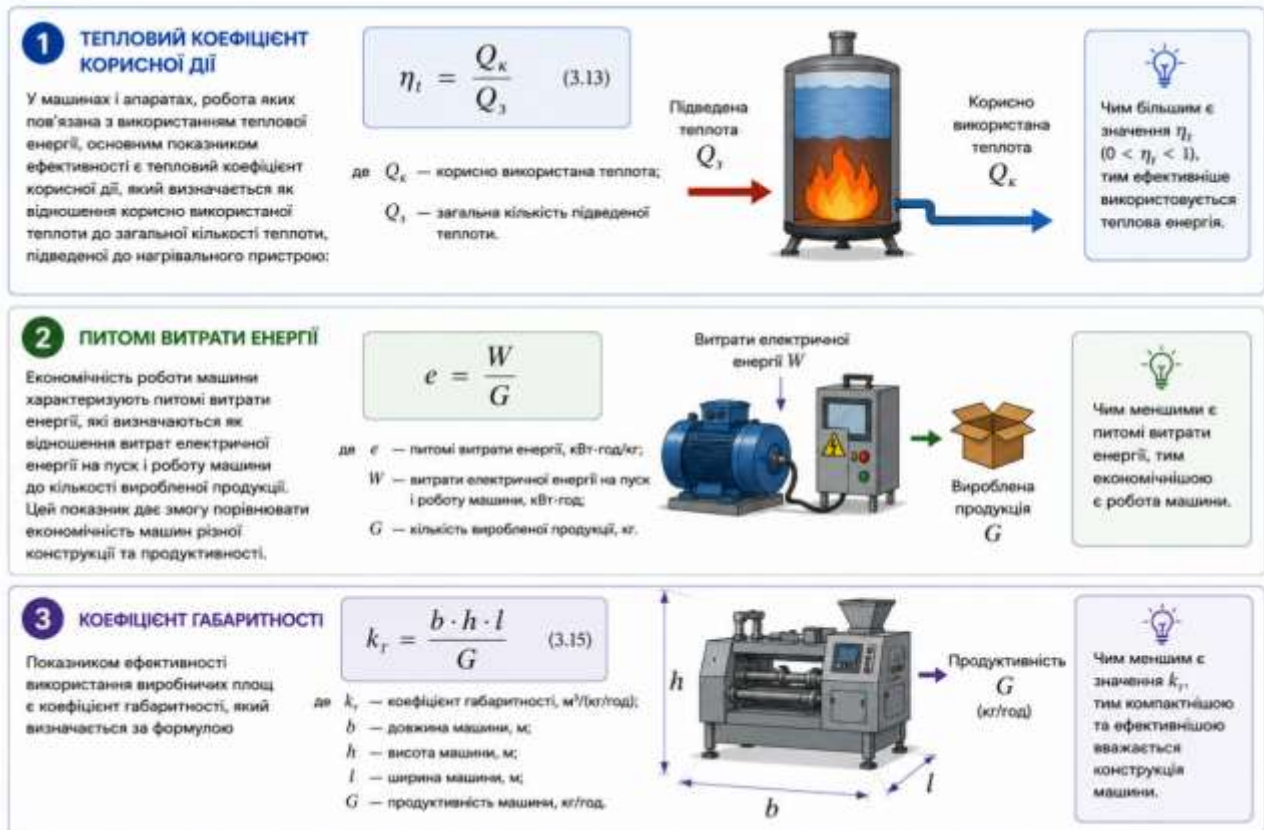 1 ТЕПЛОВИЙ КОЕФІЦІЄНТ
КОРИСНОЇ ДІЇ
У машинах і апаратах, робота яких
пов'язана з використанням теплової
енергії, основним показником
ефективності є тепловий коефіцієнт
корисної дії, який визначається як
відношення корисно використаної
теплоти до загальної кількості теплоти,
підведеної до нагрівального пристрою:
η_t = Q_к / Q_з (3.13)
де Q_к — корисно використана теплота;
Q_з — загальна кількість підведеної
теплоти.
Підведена
теплота
Q_з
Корисно
використана
теплота
Q_к
Чим більшим є
значення η_t
(0 < η_t < 1),
тим ефективніше
використовується
теплова енергія.
2 ПИТОМІ ВИТРАТИ ЕНЕРГІЇ
Економічність роботи машини
характеризують питомі витрати
енергії, які визначаються як
відношення витрат електричної
енергії на пуск і роботу машини
до кількості виробленої продукції.
Цей показник дає змогу порівнювати
економічність машин різної
конструкції та продуктивності.
e = W / G
де e — питомі витрати енергії, кВт-год/кг;
W — витрати електричної енергії на пуск
і роботу машини, кВт-год;
G — кількість виробленої продукції, кг.
Витрати електричної
енергії W
Вироблена
продукція
G
Чим меншими є
питомі витрати
енергії, тим
економічнішою
є робота машини.
3 КОЕФІЦІЄНТ ГАБАРИТНОСТІ
Показником ефективності
використання виробничих площ
є коефіцієнт габаритності, який
визначається за формулою
k_г = b · h · l / G (3.15)
де k_г — коефіцієнт габаритності, м³/(кг/год);
b — довжина машини, м;
h — висота машини, м;
l — ширина машини, м;
G — продуктивність машини, кг/год.
h
b
l
Продуктивність
G
(кг/год)
Чим меншим є
значення k_г,
тим компактнішою
та ефективнішою
вважається
конструкція
машини.